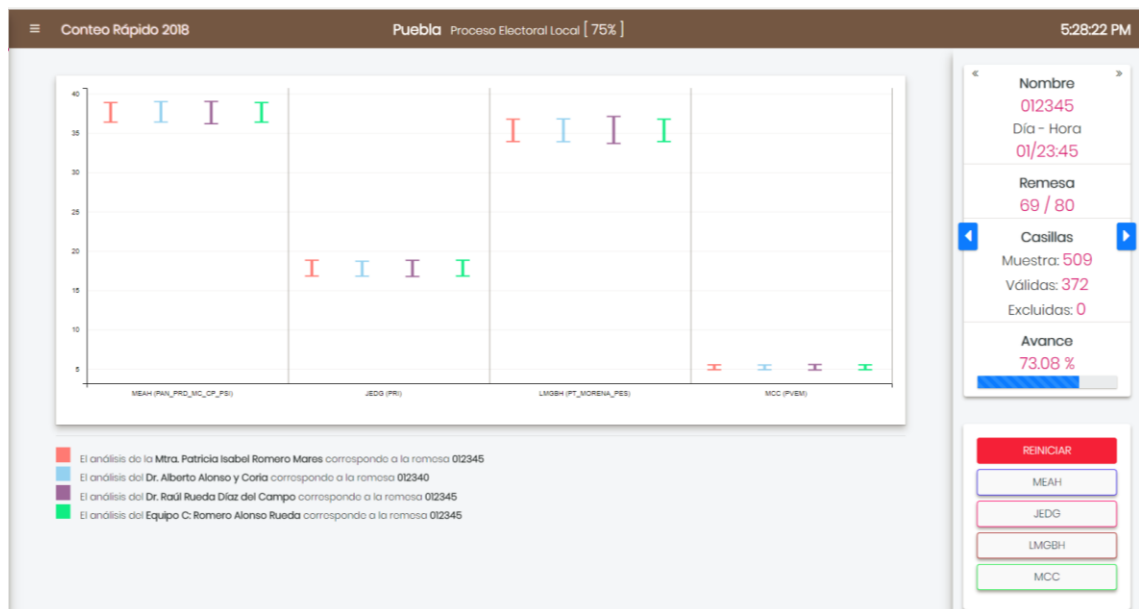 ≡ Conteo Rápido 2018
Puebla Proceso Electoral Local [ 75% ]
5:28:22 PM
40
35
30
25
20
15
10
5
MEAH (PAN_PRD_MC_CP_PSI)
JEDG (PRI)
LMGBH (PT_MORENA_PES)
MCC (PVEM)
El análisis de la Mtra. Patricia Isabel Romero Mares corresponde a la remesa 012345
El análisis del Dr. Alberto Alonso y Coria corresponde a la remesa 012340
El análisis del Dr. Raúl Rueda Díaz del Campo corresponde a la remesa 012345
El análisis del Equipo C: Romero Alonso Rueda corresponde a la remesa 012345
« »
Nombre
012345
Día - Hora
01/23:45
Remesa
69 / 80
Casillas
Muestra: 509
Válidas: 372
Excluidas: 0
Avance
73.08 %
REINICIAR
MEAH
JEDG
LMGBH
MCC